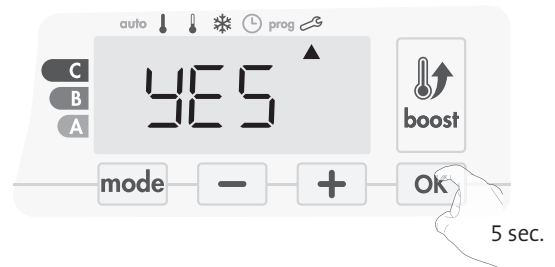 auto prog
C
YES
B
boost
A
mode − + OK
5 sec.